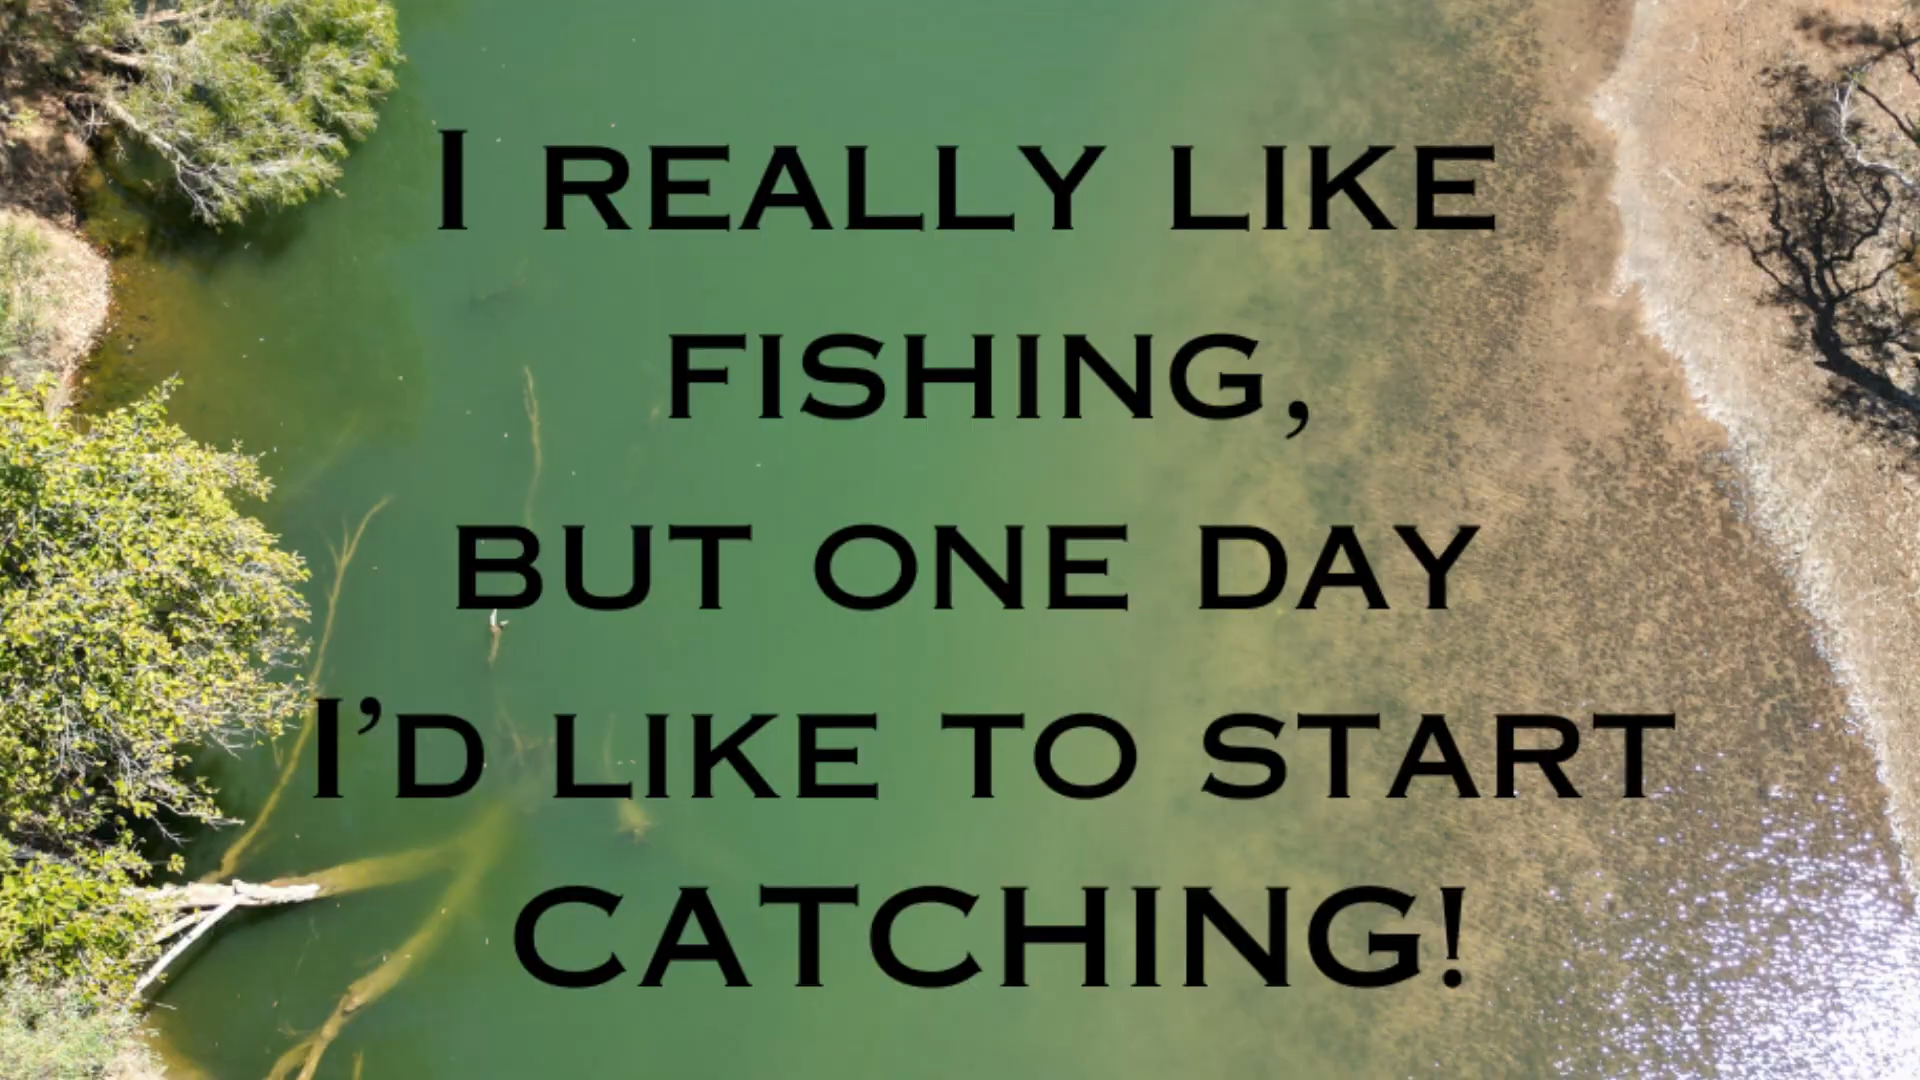 I REALLY LIKE
FISHING,
BUT ONE DAY
I’D LIKE TO START
CATCHING!